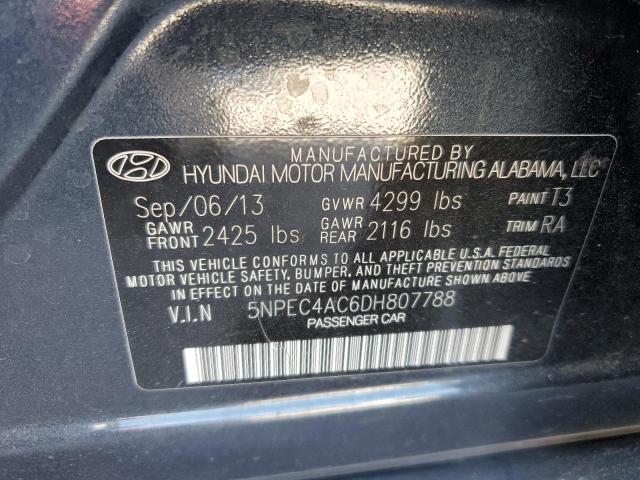 MANUFACTURED BY
HYUNDAI MOTOR MANUFACTURING ALABAMA, LLC
Sep/06/13 GVWR 4299 lbs PAINT T3
GAWR FRONT 2425 lbs GAWR REAR 2116 lbs TRIM RA
THIS VEHICLE CONFORMS TO ALL APPLICABLE U.S.A. FEDERAL
MOTOR VEHICLE SAFETY, BUMPER, AND THEFT PREVENTION
STANDARDS IN EFFECT ON THE DATE OF MANUFACTURE SHOWN ABOVE.
V.I.N 5NPEC4AC6DH807788
PASSENGER CAR